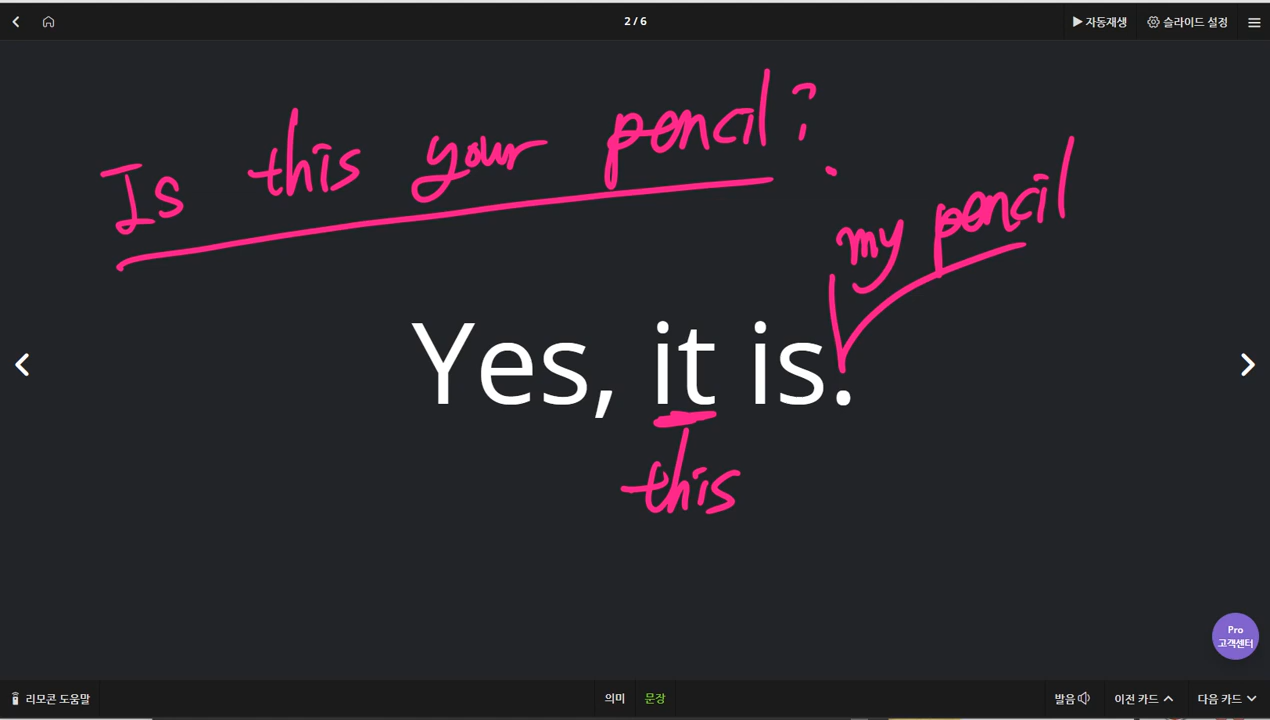 2 / 6
자동재생
슬라이드 설정
Is this your pencil?
my pencil
Yes, it is.
this
Pro
고객센터
리모콘 도움말
의미
문장
발음
이전 카드
다음 카드